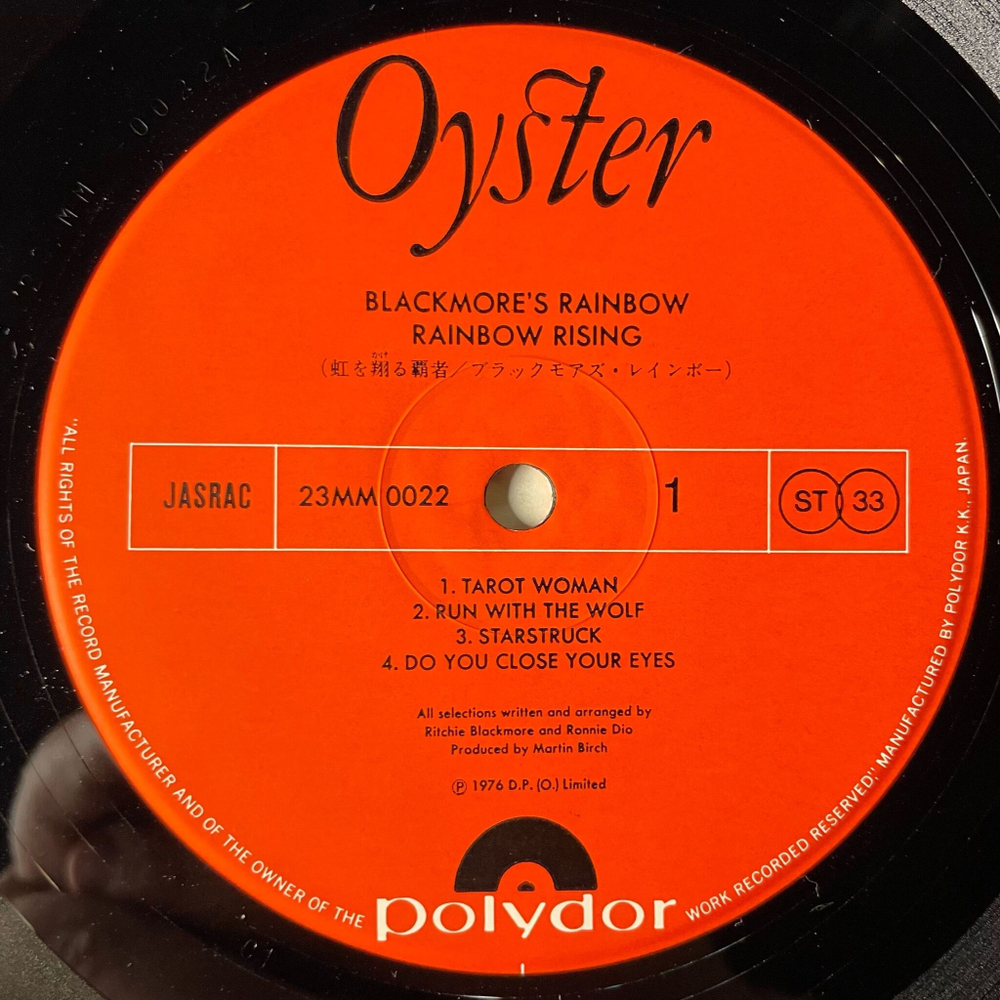 Oyster
BLACKMORE'S RAINBOW
RAINBOW RISING
かけ
(虹を翔る覇者/ブラックモアズ・レインボー)
JASRAC
23MM 0022
1
ST 33
1. TAROT WOMAN
2. RUN WITH THE WOLF
3. STARSTRUCK
4. DO YOU CLOSE YOUR EYES
All selections written and arranged by
Ritchie Blackmore and Ronnie Dio
Produced by Martin Birch
Ⓟ 1976 D.P. (O.) Limited
polydor
"ALL RIGHTS OF THE RECORD MANUFACTURER AND OF THE OWNER OF THE WORK RECORDED RESERVED." MANUFACTURED BY POLYDOR K.K., JAPAN.
MM 0022A